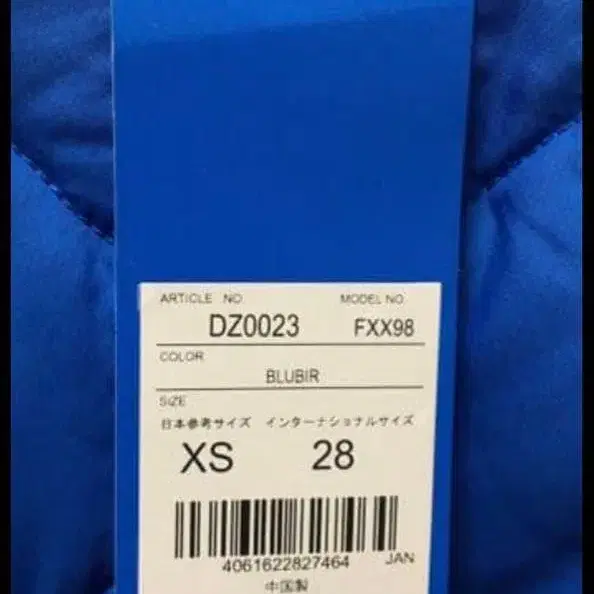 ARTICLE NO. MODEL NO.
DZ0023 FXX98
COLOR
BLUBIR
SIZE
日本参考サイズ インターナショナルサイズ
XS 28
4061622827464 JAN
中国製